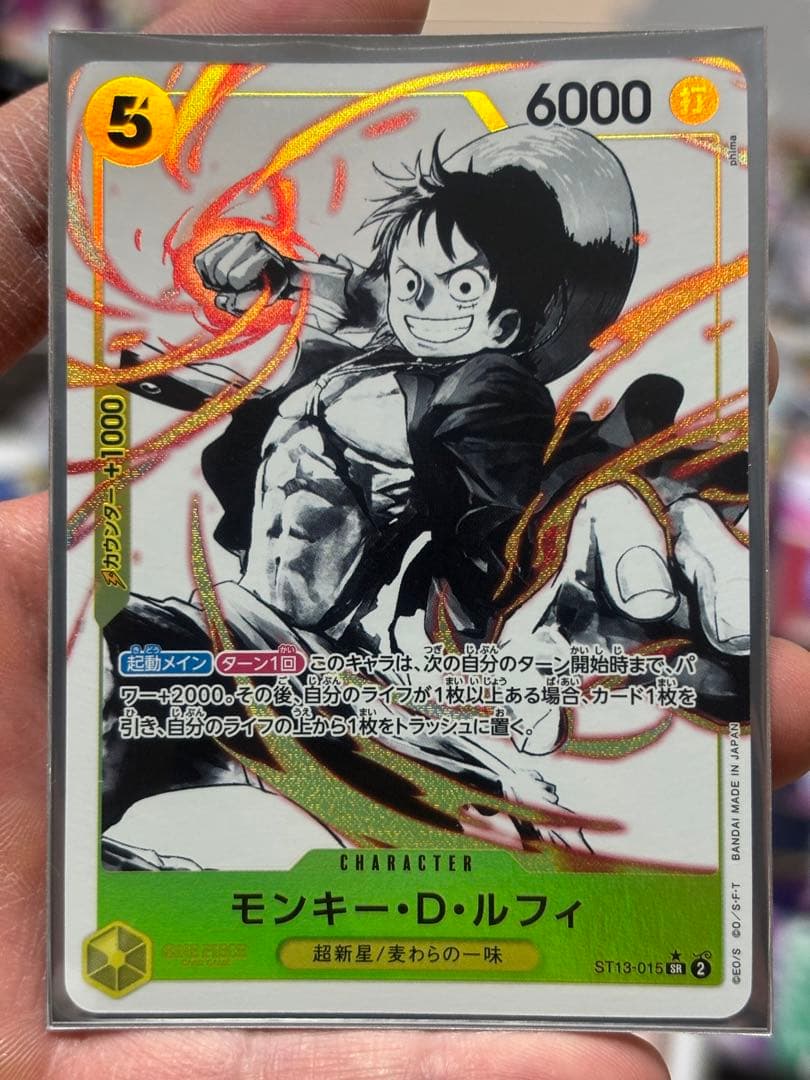 5
6000
打
phima
カウンター+1000
起動メイン ターン1回 このキャラは、次の自分のターン開始時まで、パ
ワー+2000。その後、自分のライフが1枚以上ある場合、カード1枚を
引き、自分のライフの上から1枚をトラッシュに置く。
CHARACTER
モンキー・D・ルフィ
超新星/麦わらの一味
ST13-015 SR 2
©EO/S ©O/S·F·T BANDAI MADE IN JAPAN